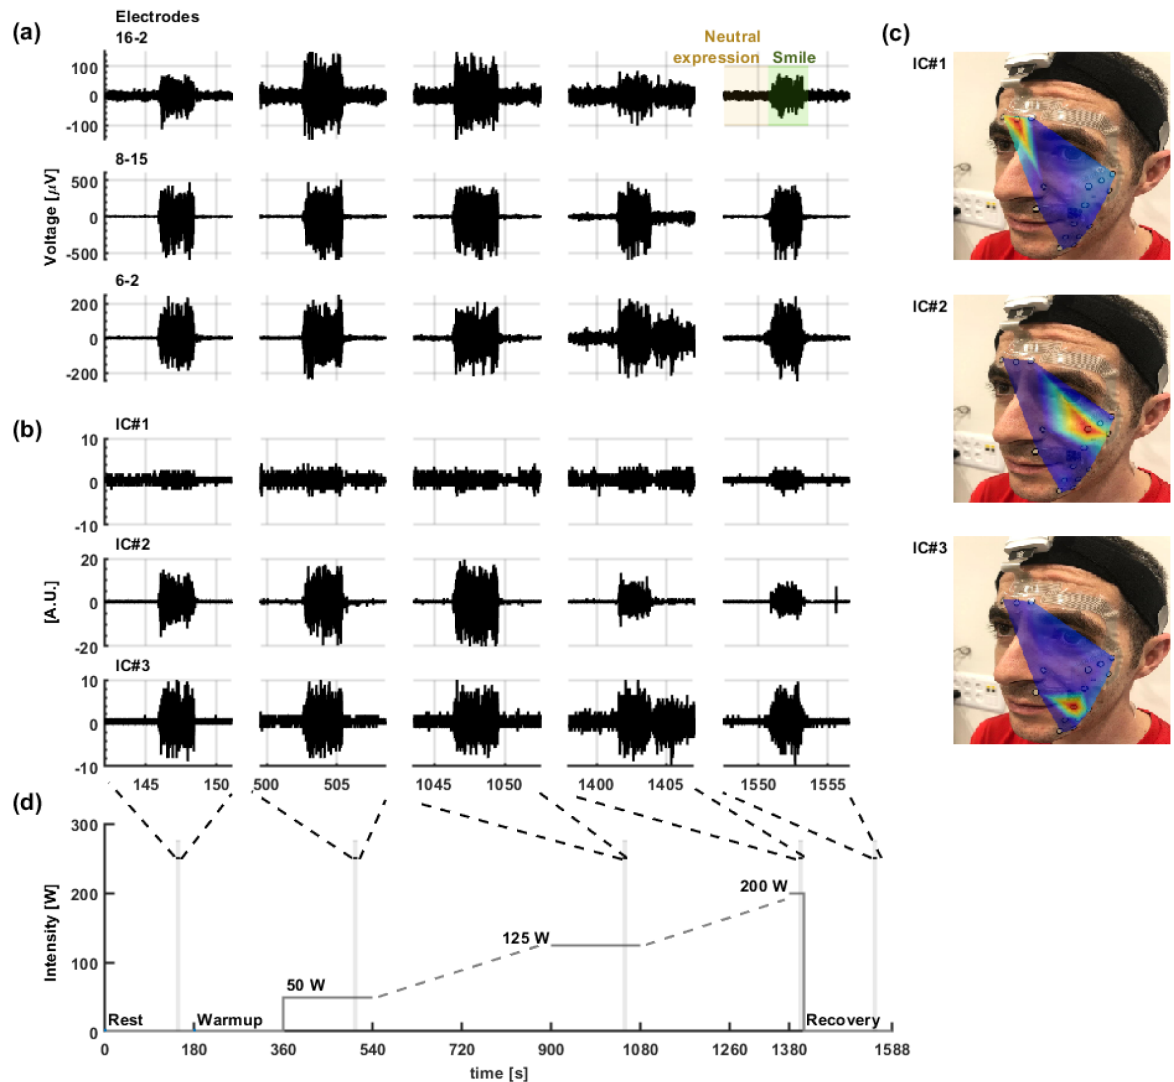 (a)
Electrodes
16-2
100
0
-100
Neutral
expression
Smile
8-15
500
0
-500
Voltage [µV]
6-2
200
0
-200
(b)
IC#1
10
0
-10
IC#2
20
0
-20
[A.U.]
IC#3
10
0
-10
145 150 500 505 1045 1050 1400 1405 1550 1555
(c)
IC#1
IC#2
IC#3
(d)
300
200
100
0
Intensity [W]
200 W
125 W
50 W
Rest Warmup Recovery
0 180 360 540 720 900 1080 1260 1380 1588
time [s]